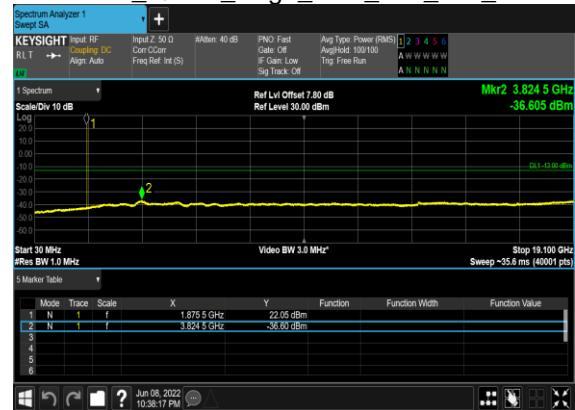 Spectrum Analyzer 1
Swept SA
+
KEYSIGHT Input: RF Input Z: 50 Ω #Atten: 40 dB PNO: Fast Avg Type: Power (RMS) 1 2 3 4 5 6
RLT Coupling: DC Corr CCorr Gate: Off Avg|Hold: 100/100 A W W W W W
Align: Auto Freq Ref: Int (S) IF Gain: Low Trig: Free Run
LXI Sig Track: Off A N N N N N
1 Spectrum Ref Lvl Offset 7.80 dB Mkr2 3.824 5 GHz
Scale/Div 10 dB Ref Level 30.00 dBm -36.605 dBm
Log
1
20.0
10.0
0.00
-10.0
DL1 -13.00 dBm
-20.0
2
-30.0
-40.0
-50.0
-60.0
Start 30 MHz Video BW 3.0 MHz* Stop 19.100 GHz
#Res BW 1.0 MHz Sweep ~35.6 ms (40001 pts)
5 Marker Table
Mode Trace Scale X Y Function Function Width Function Value
1 N 1 f 1.875 5 GHz 22.05 dBm
2 N 1 f 3.824 5 GHz -36.60 dBm
3
4
5
6
? Jun 08, 2022
10:38:17 PM